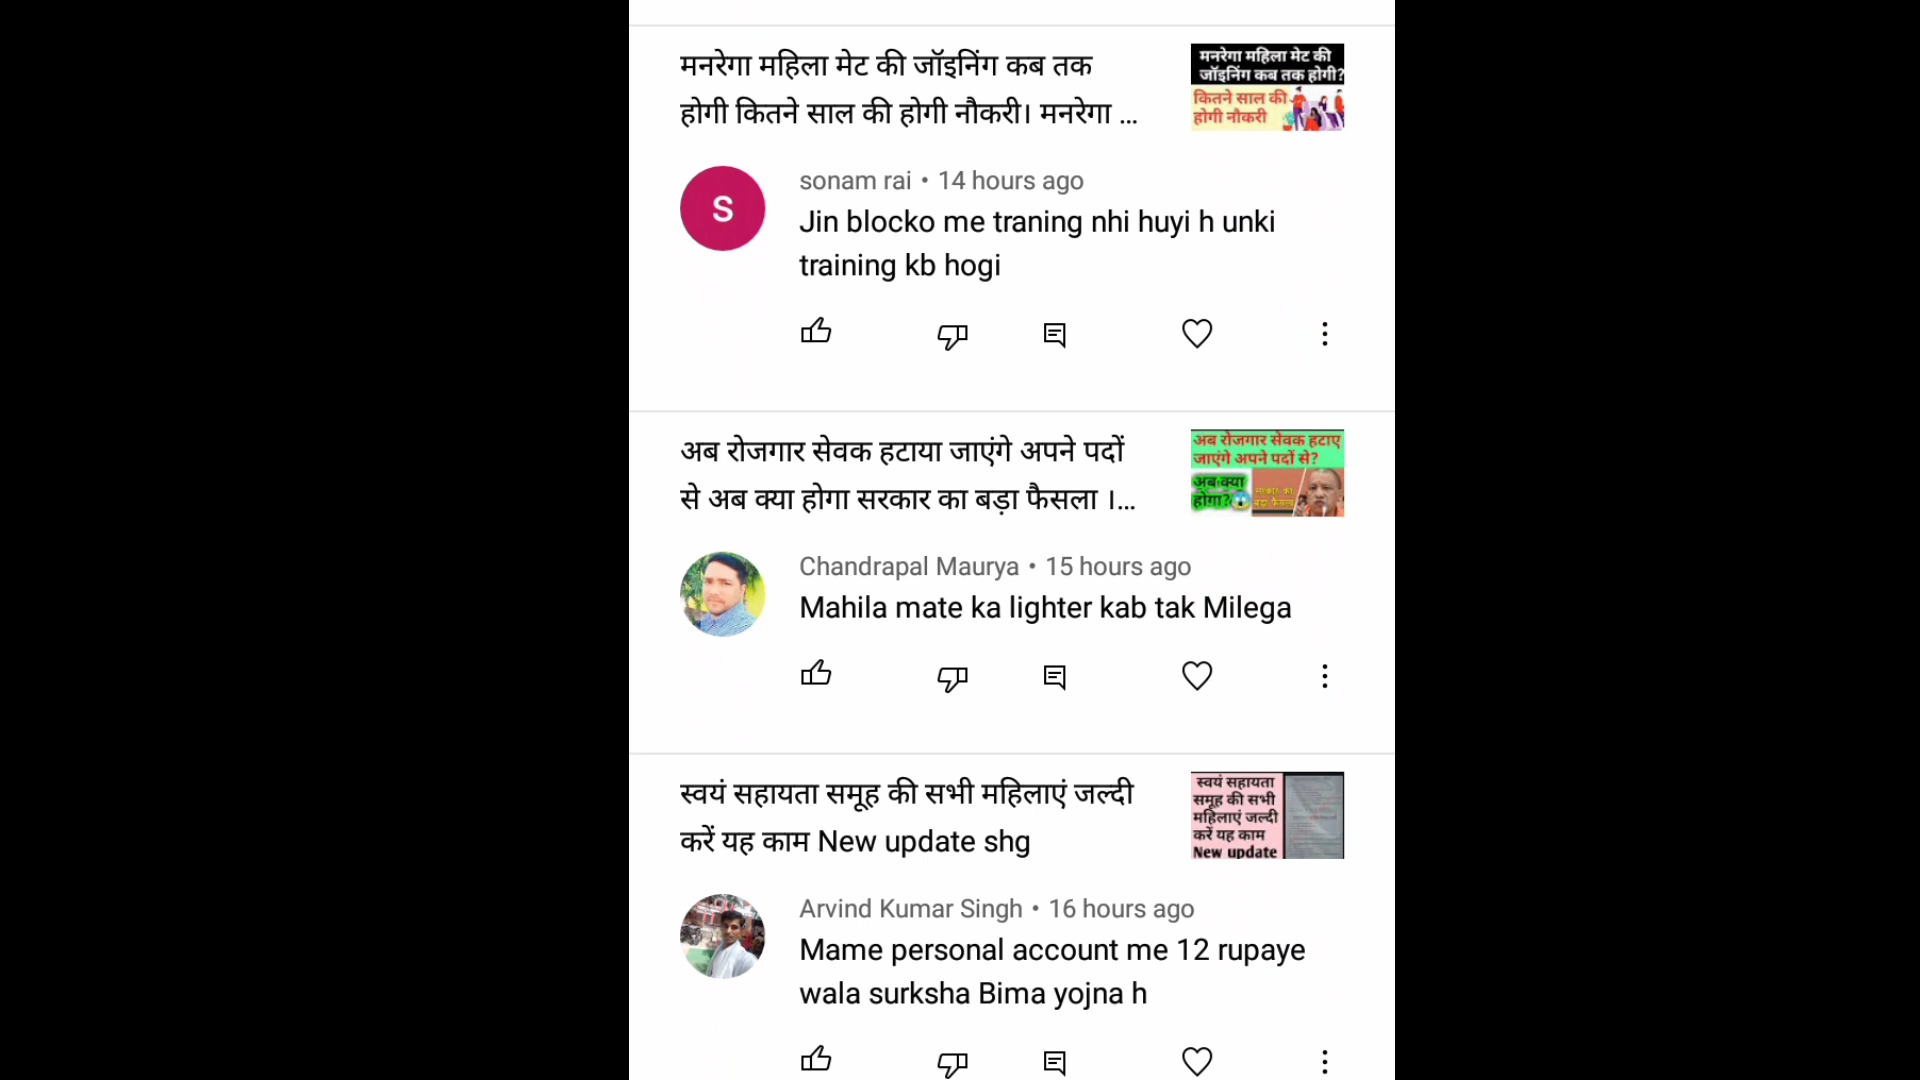 मनरेगा महिला मेट की जॉइनिंग कब तक
होगी कितने साल की होगी नौकरी। मनरेगा ...
मनरेगा महिला मेट की
जॉइनिंग कब तक होगी?
कितने साल की
होगी नौकरी
S
sonam rai • 14 hours ago
Jin blocko me traning nhi huyi h unki
training kb hogi
अब रोजगार सेवक हटाया जाएंगे अपने पदों
से अब क्या होगा सरकार का बड़ा फैसला ।...
अब रोजगार सेवक हटाए
जाएंगे अपने पदों से?
अब क्या
होगा?
सरकार का
बड़ा फैसला
Chandrapal Maurya • 15 hours ago
Mahila mate ka lighter kab tak Milega
स्वयं सहायता समूह की सभी महिलाएं जल्दी
करें यह काम New update shg
स्वयं सहायता
समूह की सभी
महिलाएं जल्दी
करें यह काम
New update
Arvind Kumar Singh • 16 hours ago
Mame personal account me 12 rupaye
wala surksha Bima yojna h